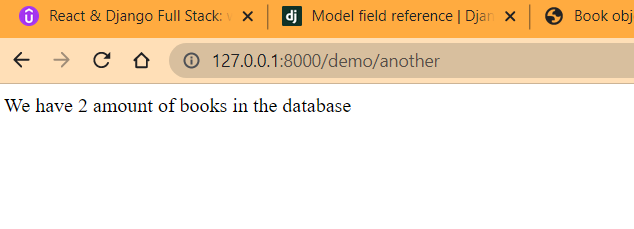 React & Django Full Stack: w
dj
Model field reference | Djan
Book obj
127.0.0.1:8000/demo/another
We have 2 amount of books in the database